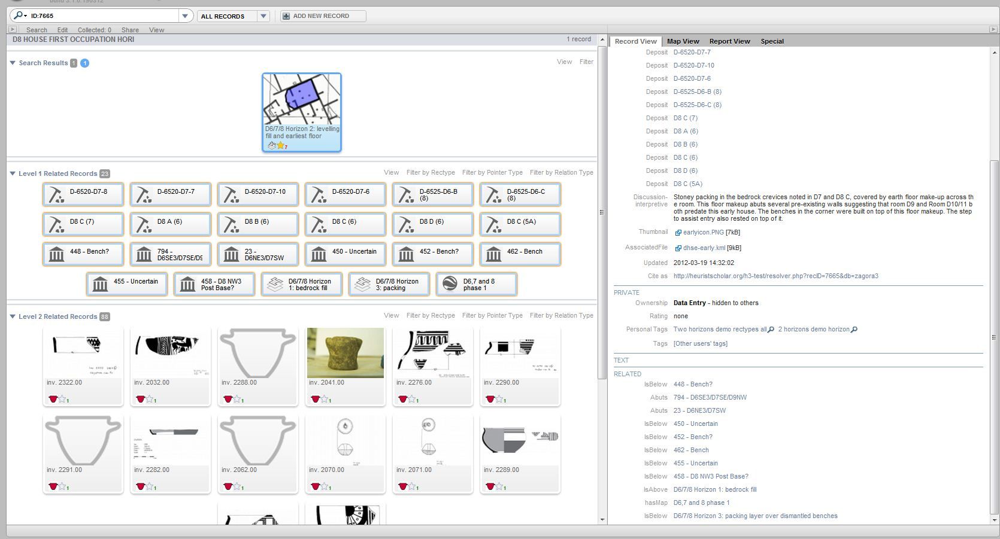 build 3.1.0.190312
ID:7665
ALL RECORDS
ADD NEW RECORD
Search Edit Collected: 0 Share View
D8 HOUSE FIRST OCCUPATION HORI
1 record
Search Results 1 1
View Filter
D6/7/8 Horizon 2: levelling
fill and earliest floor
7
Level 1 Related Records 23
View Filter by Rectype Filter by Pointer Type Filter by Relation Type
D-6520-D7-8
D-6520-D7-7
D-6520-D7-10
D-6520-D7-6
D-6525-D6-B
(8)
D-6525-D6-C
(8)
D8 C (7)
D8 A (6)
D8 B (6)
D8 C (6)
D8 D (6)
D8 C (5A)
448 - Bench?
794 -
D6SE3/D7SE/D9
23 -
D6NE3/D7SW
450 - Uncertain
452 - Bench?
462 - Bench
455 - Uncertain
458 - D8 NW3
Post Base?
D6/7/8 Horizon
1: bedrock fill
D6/7/8 Horizon
3: packing
D6,7 and 8
phase 1
Level 2 Related Records 88
View Filter by Rectype Filter by Pointer Type Filter by Relation Type
inv. 2322.00
1
inv. 2032.00
1
inv. 2288.00
1
inv. 2041.00
1
inv. 2276.00
1
inv. 2290.00
1
inv. 2291.00
1
inv. 2282.00
1
inv. 2062.00
1
inv. 2070.00
1
inv. 2071.00
1
inv. 2289.00
1
Record View Map View Report View Special
Deposit D-6520-D7-7
Deposit D-6520-D7-10
Deposit D-6520-D7-6
Deposit D-6525-D6-B (8)
Deposit D-6525-D6-C (8)
Deposit D8 C (7)
Deposit D8 A (6)
Deposit D8 B (6)
Deposit D8 C (6)
Deposit D8 D (6)
Deposit D8 C (5A)
Discussion- Stoney packing in the bedrock crevices noted in D7 and D8 C, covered by earth floor make-up across th
interpretive e room. This floor makeup abuts several pre-existing walls suggesting that room D9 and Room D10/11 b
oth predate this early house. The benches in the corner were built on top of this floor makeup. The step
to assist entry also rested on top of it.
Thumbnail earlyicon.PNG [7kB]
AssociatedFile dhse-early.kml [9kB]
Updated 2012-03-19 14:32:02
Cite as http://heuristscholar.org/h3-test/resolver.php?recID=7665&db=zagora3
PRIVATE
Ownership Data Entry - hidden to others
Rating none
Personal Tags Two horizons demo rectypes all 2 horizons demo horizon
Tags [Other users' tags]
TEXT
RELATED
IsBelow 448 - Bench?
Abuts 794 - D6SE3/D7SE/D9NW
Abuts 23 - D6NE3/D7SW
IsBelow 450 - Uncertain
IsBelow 452 - Bench?
IsBelow 462 - Bench
IsBelow 455 - Uncertain
IsBelow 458 - D8 NW3 Post Base?
IsAbove D6/7/8 Horizon 1: bedrock fill
hasMap D6,7 and 8 phase 1
IsBelow D6/7/8 Horizon 3: packing layer over dismantled benches